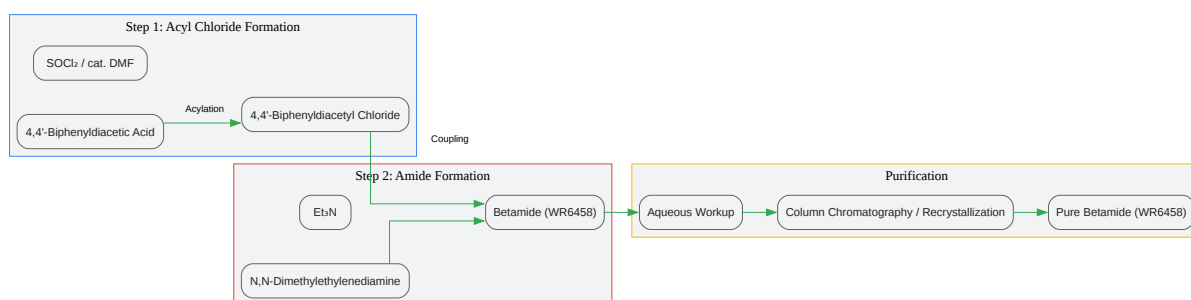 Step 1: Acyl Chloride Formation
SOCl₂ / cat. DMF
4,4'-Biphenyldiacetic Acid
Acylation
4,4'-Biphenyldiacetyl Chloride
Coupling
Step 2: Amide Formation
Et₃N
N,N-Dimethylethylenediamine
Betamide (WR6458)
Purification
Aqueous Workup
Column Chromatography / Recrystallization
Pure Betamide (WR6458)